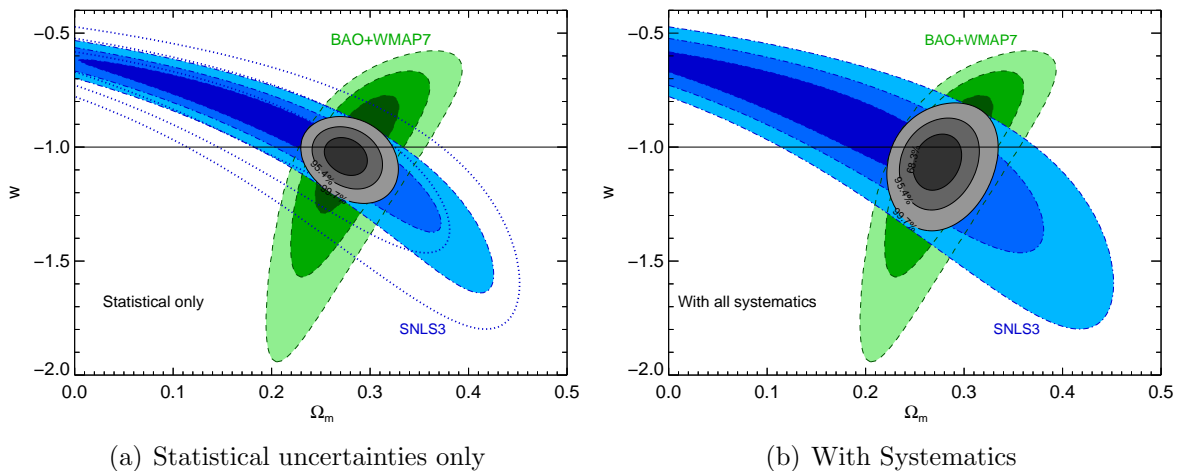 −0.5
−1.0
−1.5
−2.0
w
0.0
0.1
0.2
0.3
0.4
0.5
Ωm
BAO+WMAP7
SNLS3
Statistical only
95.4%
99.7%
(a) Statistical uncertainties only
−0.5
−1.0
−1.5
−2.0
w
0.0
0.1
0.2
0.3
0.4
0.5
Ωm
BAO+WMAP7
SNLS3
With all systematics
68.3%
95.4%
99.7%
(b) With Systematics